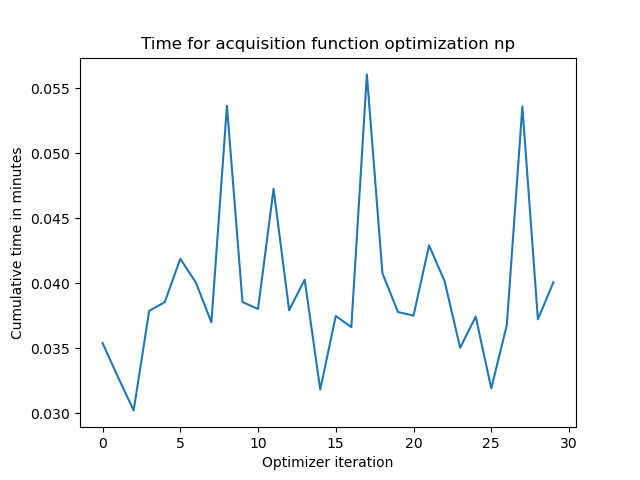 Time for acquisition function optimization np
Cumulative time in minutes
0.055
0.050
0.045
0.040
0.035
0.030
0 5 10 15 20 25 30
Optimizer iteration